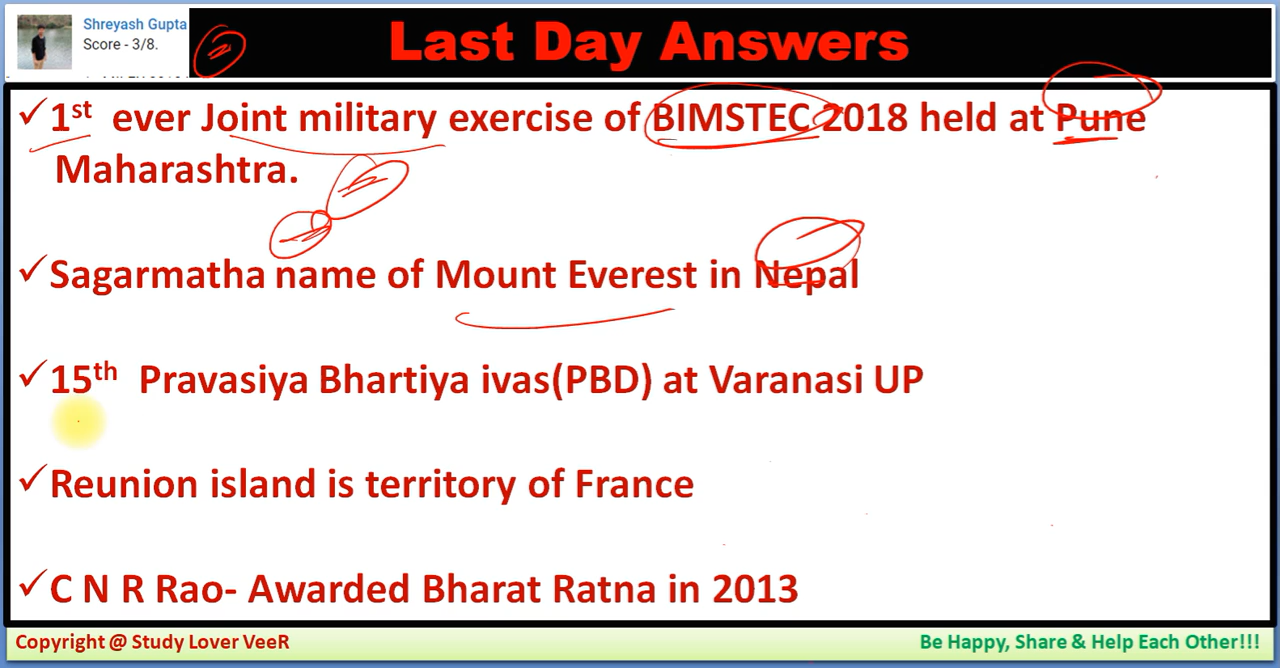 Shreyash Gupta
Score - 3/8.
Last Day Answers
✓1st ever Joint military exercise of BIMSTEC 2018 held at Pune
Maharashtra.
✓Sagarmatha name of Mount Everest in Nepal
✓15th Pravasiya Bhartiya ivas(PBD) at Varanasi UP
✓Reunion island is territory of France
✓C N R Rao- Awarded Bharat Ratna in 2013
Copyright @ Study Lover VeeR
Be Happy, Share & Help Each Other!!!